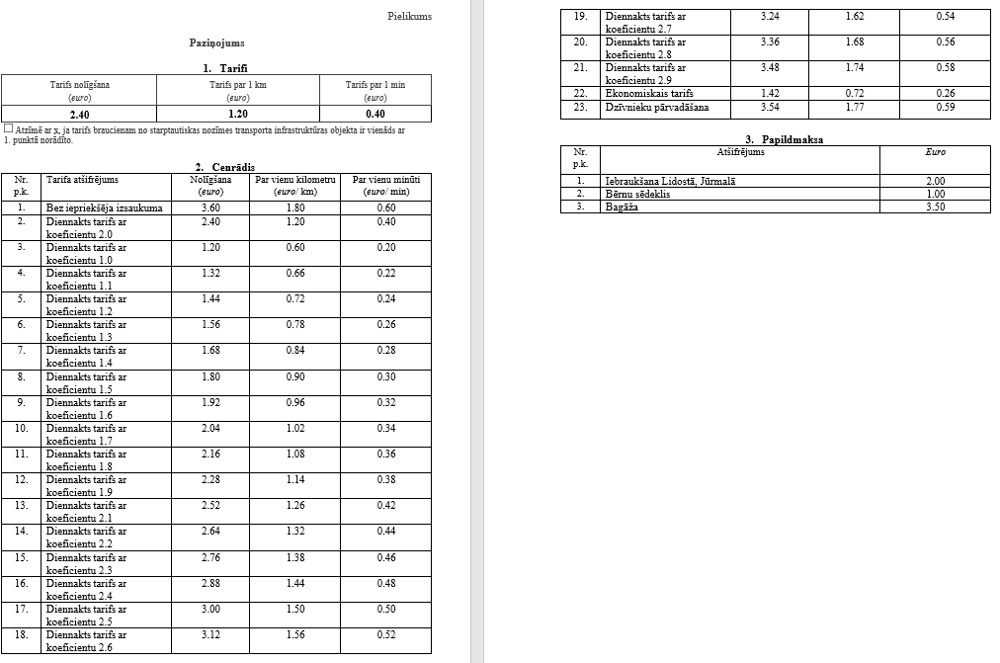 Pielikums
Paziņojums
1. Tarifi
Tarifs nolīgšana Tarifs par 1 km Tarifs par 1 min
(euro) (euro) (euro)
2.40 1.20 0.40
☐ Atzīmē ar x, ja tarifs braucienam no starptautiskas nozīmes transporta infrastruktūras objekta ir vienāds ar
1. punktā norādīto.
2. Cenrādis
Nr. Tarifa atšifrējums Nolīgšana Par vienu kilometru Par vienu minūti
p.k. (euro) (euro/ km) (euro/ min)
1. Bez iepriekšēja izsaukuma 3.60 1.80 0.60
2. Diennakts tarifs ar 2.40 1.20 0.40
koeficientu 2.0
3. Diennakts tarifs ar 1.20 0.60 0.20
koeficientu 1.0
4. Diennakts tarifs ar 1.32 0.66 0.22
koeficientu 1.1
5. Diennakts tarifs ar 1.44 0.72 0.24
koeficientu 1.2
6. Diennakts tarifs ar 1.56 0.78 0.26
koeficientu 1.3
7. Diennakts tarifs ar 1.68 0.84 0.28
koeficientu 1.4
8. Diennakts tarifs ar 1.80 0.90 0.30
koeficientu 1.5
9. Diennakts tarifs ar 1.92 0.96 0.32
koeficientu 1.6
10. Diennakts tarifs ar 2.04 1.02 0.34
koeficientu 1.7
11. Diennakts tarifs ar 2.16 1.08 0.36
koeficientu 1.8
12. Diennakts tarifs ar 2.28 1.14 0.38
koeficientu 1.9
13. Diennakts tarifs ar 2.52 1.26 0.42
koeficientu 2.1
14. Diennakts tarifs ar 2.64 1.32 0.44
koeficientu 2.2
15. Diennakts tarifs ar 2.76 1.38 0.46
koeficientu 2.3
16. Diennakts tarifs ar 2.88 1.44 0.48
koeficientu 2.4
17. Diennakts tarifs ar 3.00 1.50 0.50
koeficientu 2.5
18. Diennakts tarifs ar 3.12 1.56 0.52
koeficientu 2.6
19. Diennakts tarifs ar 3.24 1.62 0.54
koeficientu 2.7
20. Diennakts tarifs ar 3.36 1.68 0.56
koeficientu 2.8
21. Diennakts tarifs ar 3.48 1.74 0.58
koeficientu 2.9
22. Ekonomiskais tarifs 1.42 0.72 0.26
23. Dzīvnieku pārvadāšana 3.54 1.77 0.59
3. Papildmaksa
Nr. Atšifrējums Euro
p.k.
1. Iebraukšana Lidostā, Jūrmalā 2.00
2. Bērnu sēdeklis 1.00
3. Bagāža 3.50